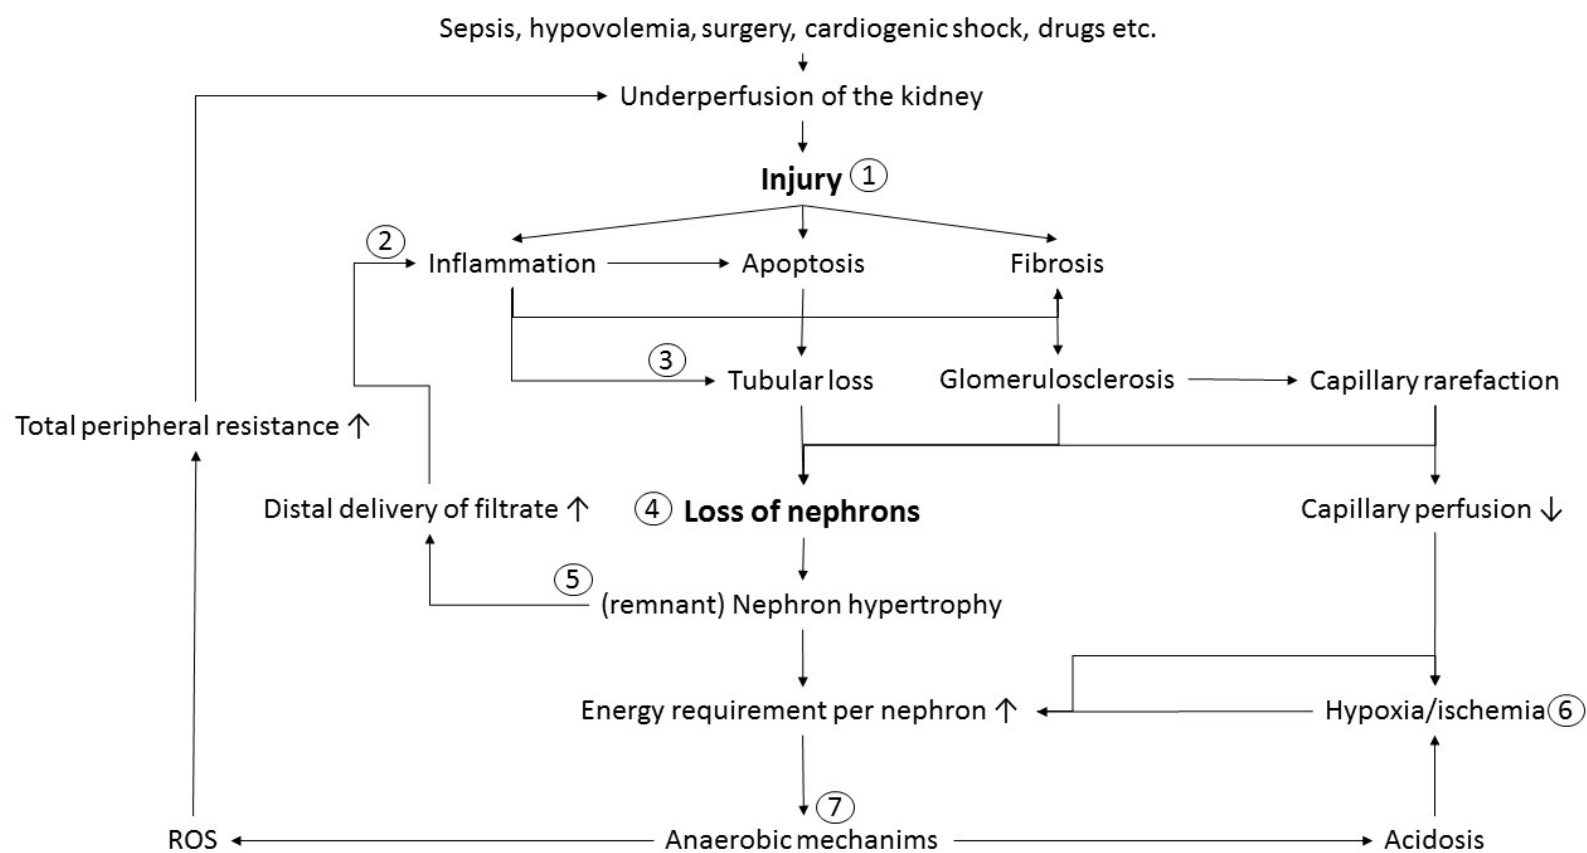 Sepsis, hypovolemia, surgery, cardiogenic shock, drugs etc.
Underperfusion of the kidney
Injury 1
2
Inflammation Apoptosis Fibrosis
3
Tubular loss Glomerulosclerosis Capillary rarefaction
Total peripheral resistance ↑
Distal delivery of filtrate ↑ 4 Loss of nephrons Capillary perfusion ↓
5
(remnant) Nephron hypertrophy
Energy requirement per nephron ↑ Hypoxia/ischemia 6
7
ROS Anaerobic mechanims Acidosis